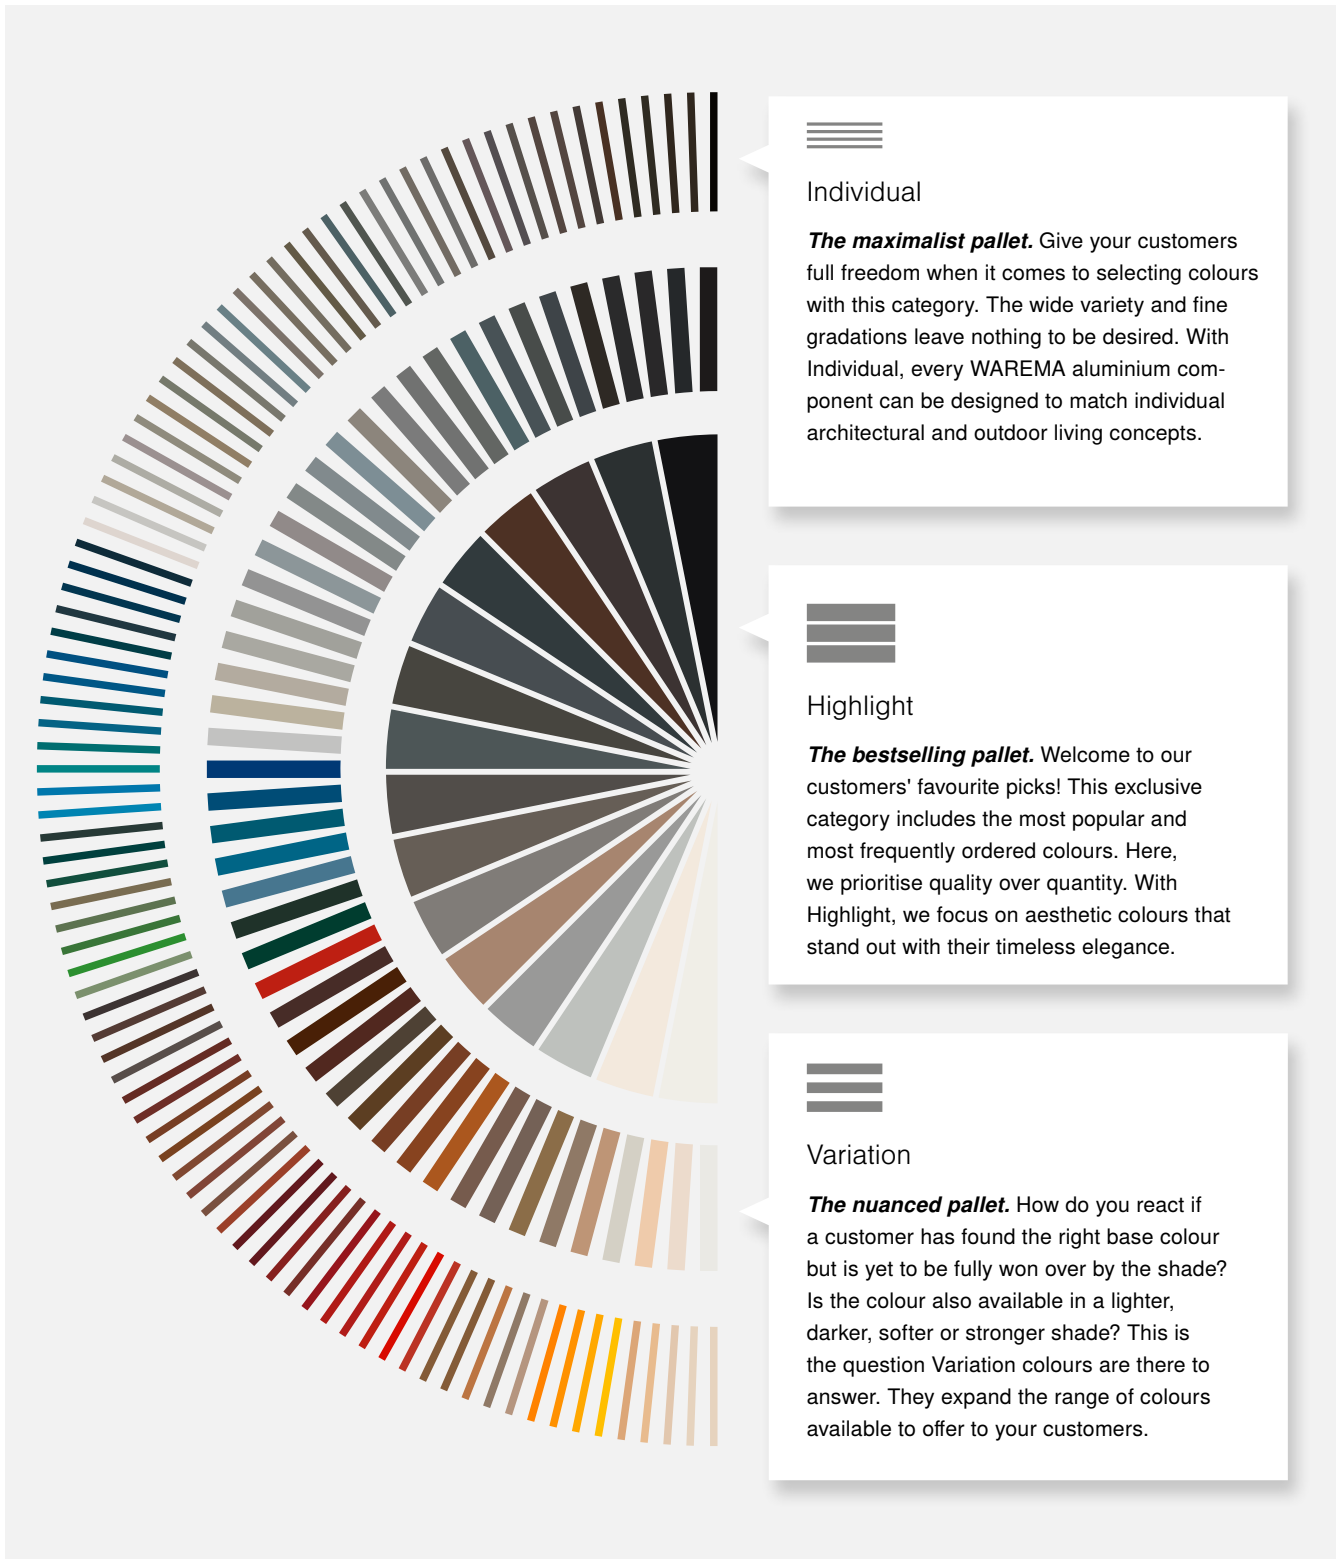 Individual
The maximalist pallet. Give your customers
full freedom when it comes to selecting colours
with this category. The wide variety and fine
gradations leave nothing to be desired. With
Individual, every WAREMA aluminium com-
ponent can be designed to match individual
architectural and outdoor living concepts.
Highlight
The bestselling pallet. Welcome to our
customers' favourite picks! This exclusive
category includes the most popular and
most frequently ordered colours. Here,
we prioritise quality over quantity. With
Highlight, we focus on aesthetic colours that
stand out with their timeless elegance.
Variation
The nuanced pallet. How do you react if
a customer has found the right base colour
but is yet to be fully won over by the shade?
Is the colour also available in a lighter,
darker, softer or stronger shade? This is
the question Variation colours are there to
answer. They expand the range of colours
available to offer to your customers.